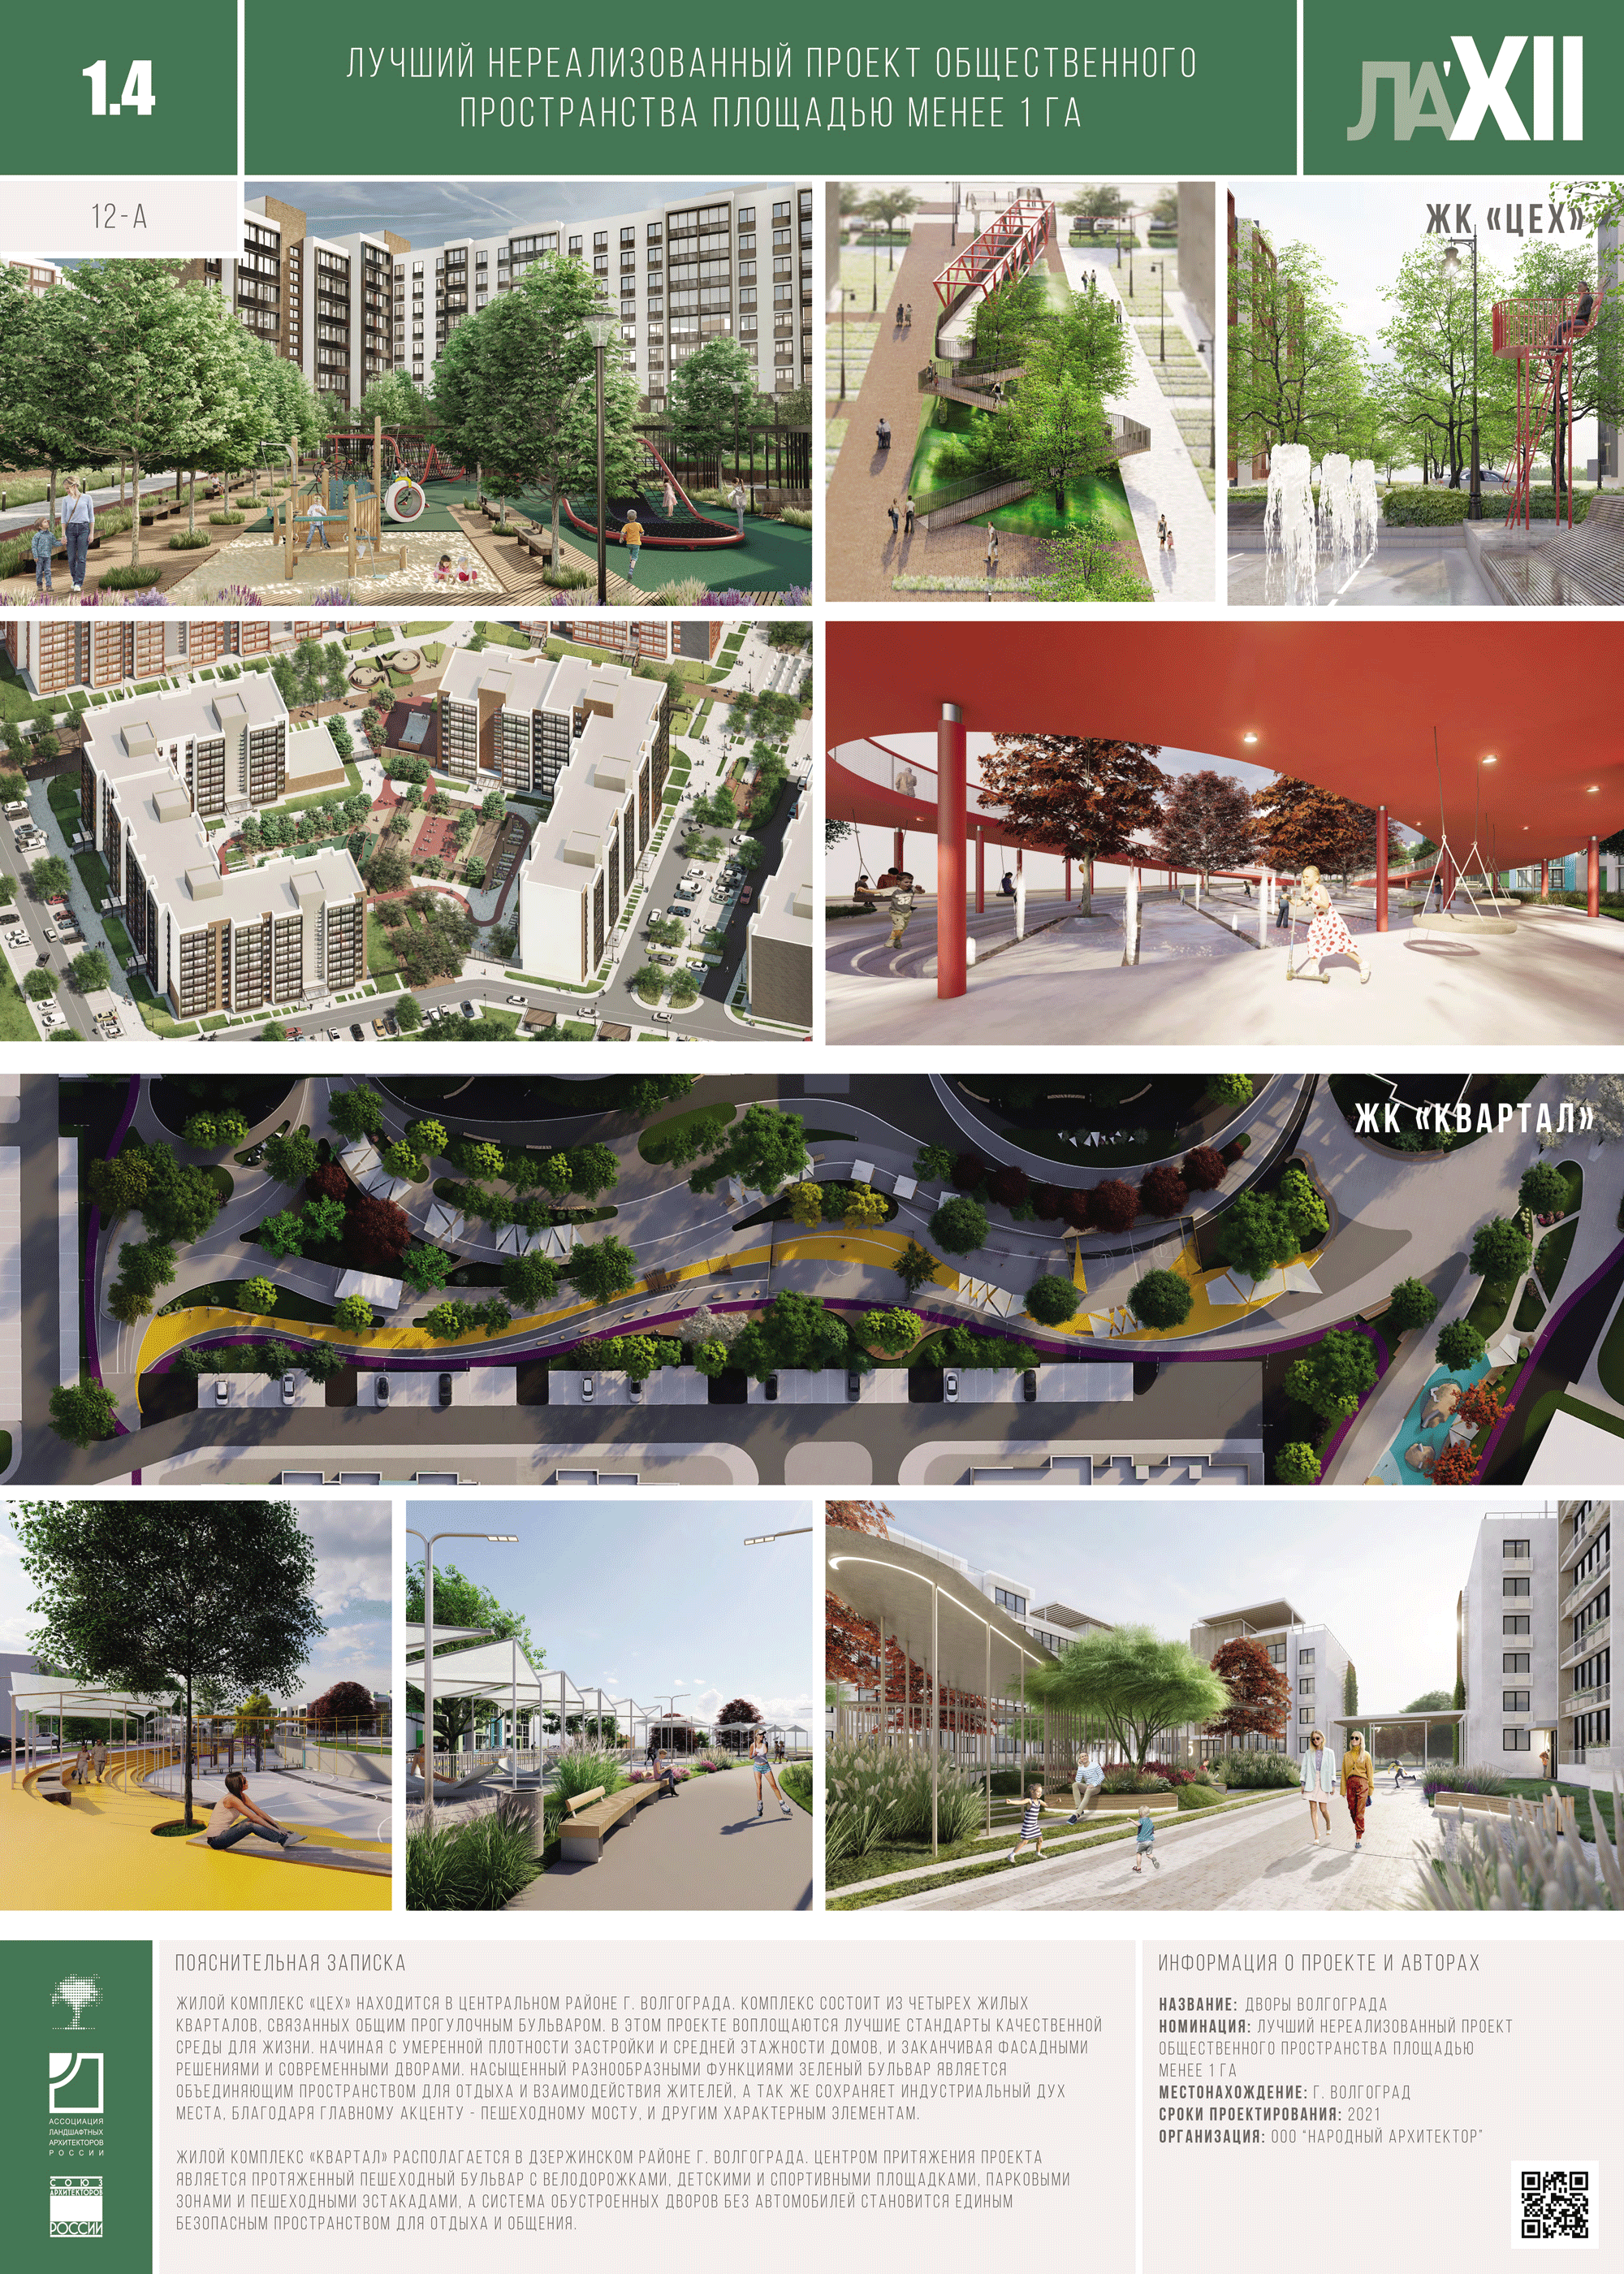 1.4
ЛУЧШИЙ НЕРЕАЛИЗОВАННЫЙ ПРОЕКТ ОБЩЕСТВЕННОГО
ПРОСТРАНСТВА ПЛОЩАДЬЮ МЕНЕЕ 1 ГА
ЛА'XII
12-А
ЖК «ЦЕХ»
ЖК «КВАРТАЛ»
5
ПОЯСНИТЕЛЬНАЯ ЗАПИСКА
ЖИЛОЙ КОМПЛЕКС «ЦЕХ» НАХОДИТСЯ В ЦЕНТРАЛЬНОМ РАЙОНЕ Г. ВОЛГОГРАДА. КОМПЛЕКС СОСТОИТ ИЗ ЧЕТЫРЕХ ЖИЛЫХ
КВАРТАЛОВ, СВЯЗАННЫХ ОБЩИМ ПРОГУЛОЧНЫМ БУЛЬВАРОМ. В ЭТОМ ПРОЕКТЕ ВОПЛОЩАЮТСЯ ЛУЧШИЕ СТАНДАРТЫ КАЧЕСТВЕННОЙ
СРЕДЫ ДЛЯ ЖИЗНИ. НАЧИНАЯ С УМЕРЕННОЙ ПЛОТНОСТИ ЗАСТРОЙКИ И СРЕДНЕЙ ЭТАЖНОСТИ ДОМОВ, И ЗАКАНЧИВАЯ ФАСАДНЫМИ
РЕШЕНИЯМИ И СОВРЕМЕННЫМИ ДВОРАМИ. НАСЫЩЕННЫЙ РАЗНООБРАЗНЫМИ ФУНКЦИЯМИ ЗЕЛЕНЫЙ БУЛЬВАР ЯВЛЯЕТСЯ
ОБЪЕДИНЯЮЩИМ ПРОСТРАНСТВОМ ДЛЯ ОТДЫХА И ВЗАИМОДЕЙСТВИЯ ЖИТЕЛЕЙ, А ТАК ЖЕ СОХРАНЯЕТ ИНДУСТРИАЛЬНЫЙ ДУХ
МЕСТА, БЛАГОДАРЯ ГЛАВНОМУ АКЦЕНТУ - ПЕШЕХОДНОМУ МОСТУ, И ДРУГИМ ХАРАКТЕРНЫМ ЭЛЕМЕНТАМ.
ЖИЛОЙ КОМПЛЕКС «КВАРТАЛ» РАСПОЛАГАЕТСЯ В ДЗЕРЖИНСКОМ РАЙОНЕ Г. ВОЛГОГРАДА. ЦЕНТРОМ ПРИТЯЖЕНИЯ ПРОЕКТА
ЯВЛЯЕТСЯ ПРОТЯЖЕННЫЙ ПЕШЕХОДНЫЙ БУЛЬВАР С ВЕЛОДОРОЖКАМИ, ДЕТСКИМИ И СПОРТИВНЫМИ ПЛОЩАДКАМИ, ПАРКОВЫМИ
ЗОНАМИ И ПЕШЕХОДНЫМИ ЭСТАКАДАМИ, А СИСТЕМА ОБУСТРОЕННЫХ ДВОРОВ БЕЗ АВТОМОБИЛЕЙ СТАНОВИТСЯ ЕДИНЫМ
БЕЗОПАСНЫМ ПРОСТРАНСТВОМ ДЛЯ ОТДЫХА И ОБЩЕНИЯ.
ИНФОРМАЦИЯ О ПРОЕКТЕ И АВТОРАХ
НАЗВАНИЕ: ДВОРЫ ВОЛГОГРАДА
НОМИНАЦИЯ: ЛУЧШИЙ НЕРЕАЛИЗОВАННЫЙ ПРОЕКТ
ОБЩЕСТВЕННОГО ПРОСТРАНСТВА ПЛОЩАДЬЮ
МЕНЕЕ 1 ГА
МЕСТОНАХОЖДЕНИЕ: Г. ВОЛГОГРАД
СРОКИ ПРОЕКТИРОВАНИЯ: 2021
ОРГАНИЗАЦИЯ: ООО "НАРОДНЫЙ АРХИТЕКТОР"
АССОЦИАЦИЯ
ЛАНДШАФТНЫХ
АРХИТЕКТОРОВ
РОССИИ
СОЮЗ
АРХИТЕКТОРОВ
РОССИИ